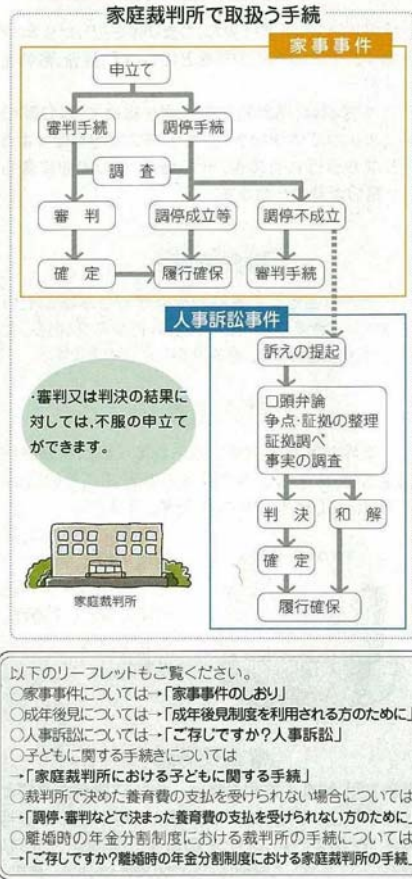 家庭裁判所で取扱う手続
家事事件
申立て
審判手続
調停手続
調 査
審 判
調停成立等
調停不成立
確 定
履行確保
審判手続
人事訴訟事件
訴えの提起
・審判又は判決の結果に
対しては,不服の申立て
ができます。
口頭弁論
争点・証拠の整理
証拠調べ
事実の調査
判 決
和 解
確 定
履行確保
家庭裁判所
以下のリーフレットもご覧ください。
○家事事件については→「家事事件のしおり」
○成年後見については→「成年後見制度を利用される方のために」
○人事訴訟については→「ご存じですか?人事訴訟」
○子どもに関する手続きについては
→「家庭裁判所における子どもに関する手続」
○裁判所で決めた養育費の支払を受けられない場合については
→「調停・審判などで決まった養育費の支払を受けられない方のために」
○離婚時の年金分割制度における裁判所の手続については
→「ご存じですか?離婚時の年金分割制度における家庭裁判所の手続」